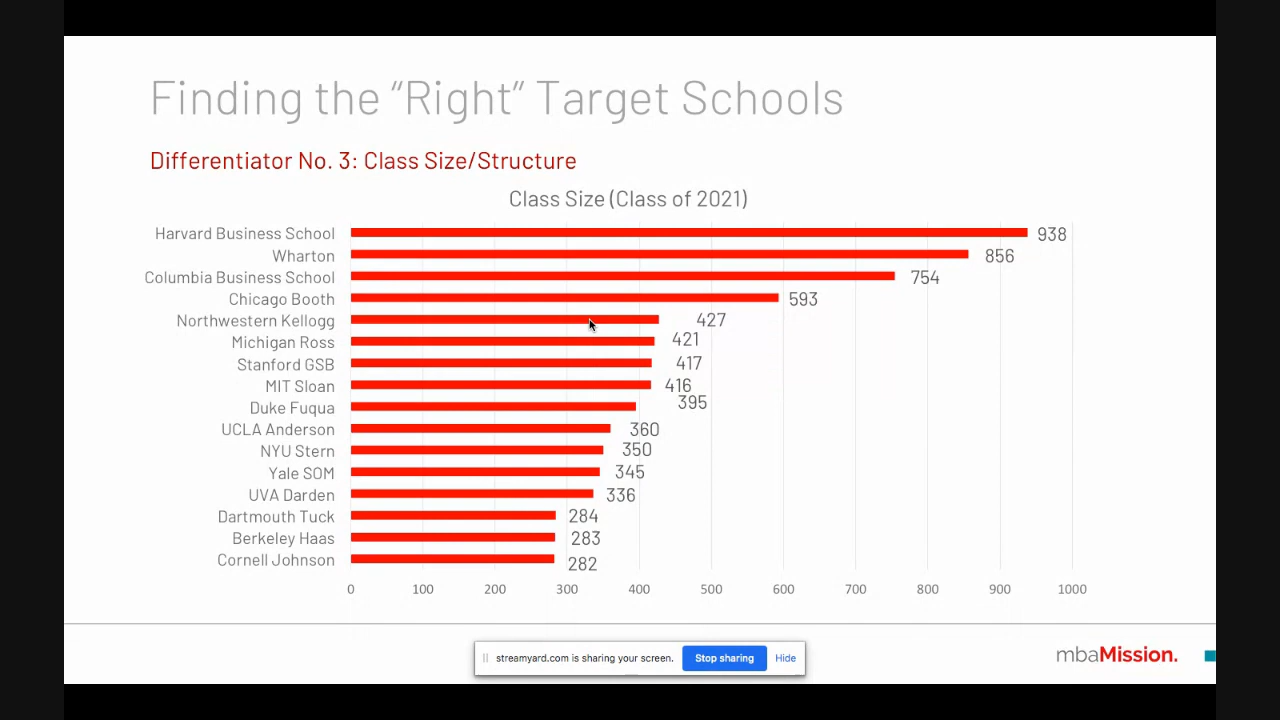 Finding the “Right” Target Schools
Differentiator No. 3: Class Size/Structure
Class Size (Class of 2021)
Harvard Business School 938
Wharton 856
Columbia Business School 754
Chicago Booth 593
Northwestern Kellogg 427
Michigan Ross 421
Stanford GSB 417
MIT Sloan 416
Duke Fuqua 395
UCLA Anderson 360
NYU Stern 350
Yale SOM 345
UVA Darden 336
Dartmouth Tuck 284
Berkeley Haas 283
Cornell Johnson 282
0 100 200 300 400 500 600 700 800 900 1000
streamyard.com is sharing your screen. Stop sharing Hide
mbaMission.